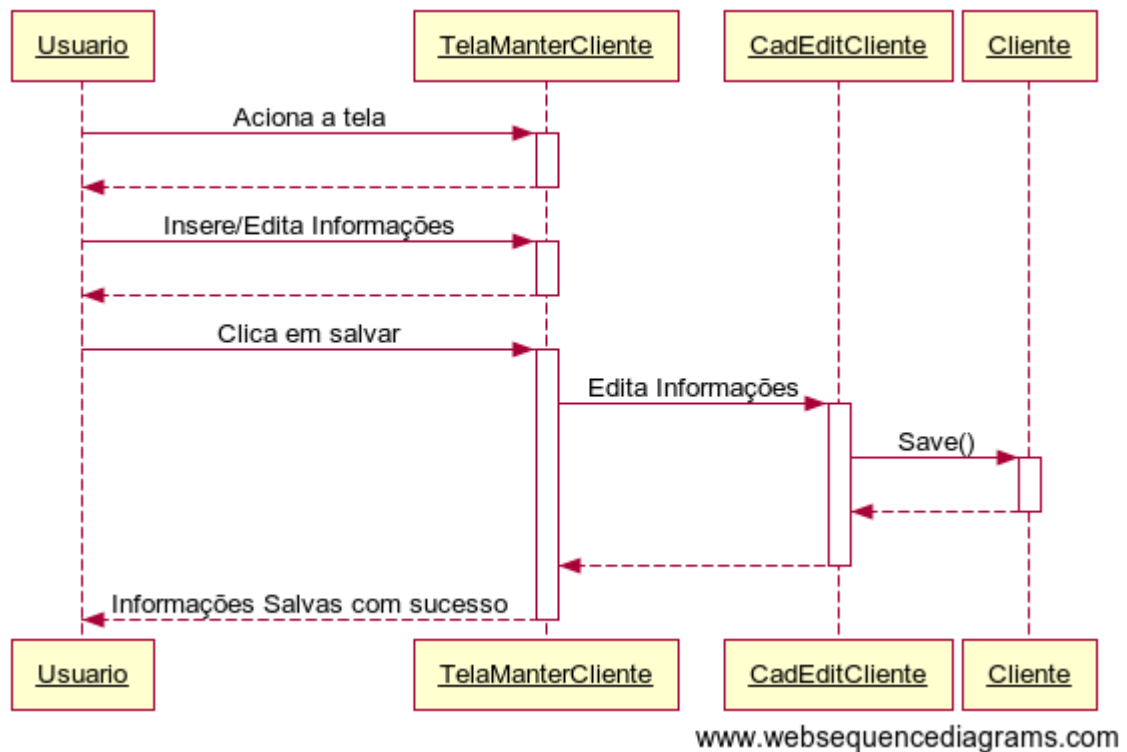 Usuario
TelaManterCliente
CadEditCliente
Cliente
Aciona a tela
Insere/Edita Informações
Clica em salvar
Edita Informações
Save()
Informações Salvas com sucesso
Usuario
TelaManterCliente
CadEditCliente
Cliente
www.websequencediagrams.com